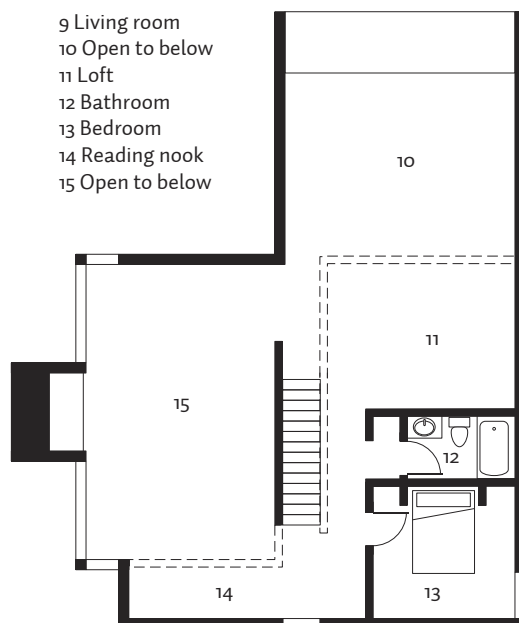 9 Living room
10 Open to below
11 Loft
12 Bathroom
13 Bedroom
14 Reading nook
15 Open to below
10
11
15
12
14
13